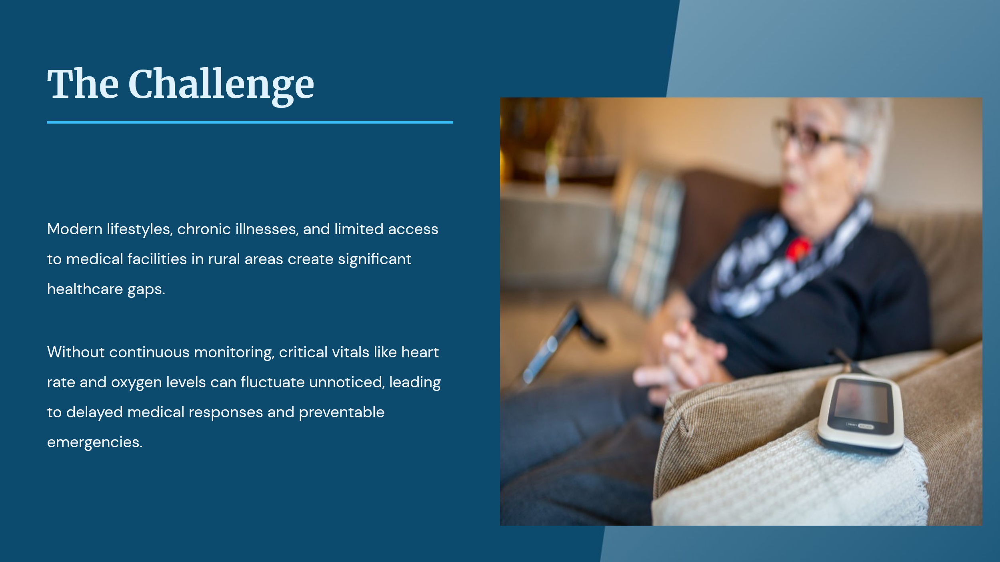 The Challenge
Modern lifestyles, chronic illnesses, and limited access
to medical facilities in rural areas create significant
healthcare gaps.
Without continuous monitoring, critical vitals like heart
rate and oxygen levels can fluctuate unnoticed, leading
to delayed medical responses and preventable
emergencies.